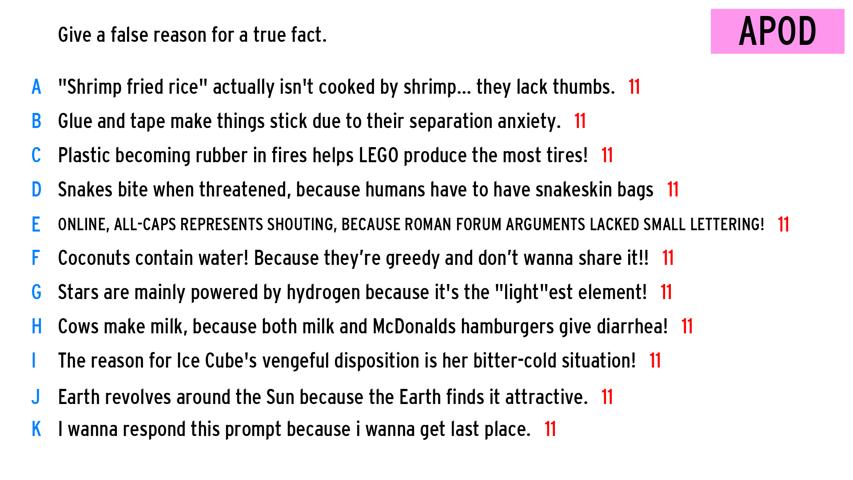 Give a false reason for a true fact.
APOD
A "Shrimp fried rice" actually isn't cooked by shrimp... they lack thumbs. 11
B Glue and tape make things stick due to their separation anxiety. 11
C Plastic becoming rubber in fires helps LEGO produce the most tires! 11
D Snakes bite when threatened, because humans have to have snakeskin bags 11
E ONLINE, ALL-CAPS REPRESENTS SHOUTING, BECAUSE ROMAN FORUM ARGUMENTS LACKED SMALL LETTERING! 11
F Coconuts contain water! Because they’re greedy and don’t wanna share it!! 11
G Stars are mainly powered by hydrogen because it's the "light"est element! 11
H Cows make milk, because both milk and McDonalds hamburgers give diarrhea! 11
I The reason for Ice Cube's vengeful disposition is her bitter-cold situation! 11
J Earth revolves around the Sun because the Earth finds it attractive. 11
K I wanna respond this prompt because i wanna get last place. 11